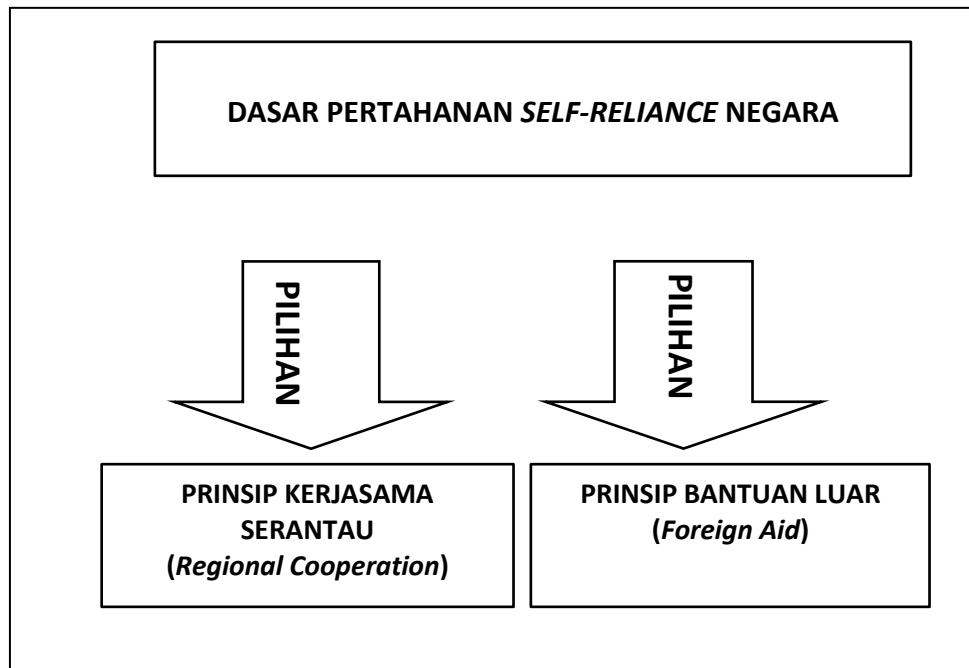 DASAR PERTAHANAN SELF-RELIANCE NEGARA
PILIHAN
PILIHAN
PRINSIP KERJASAMA
SERANTAU
(Regional Cooperation)
PRINSIP BANTUAN LUAR
(Foreign Aid)